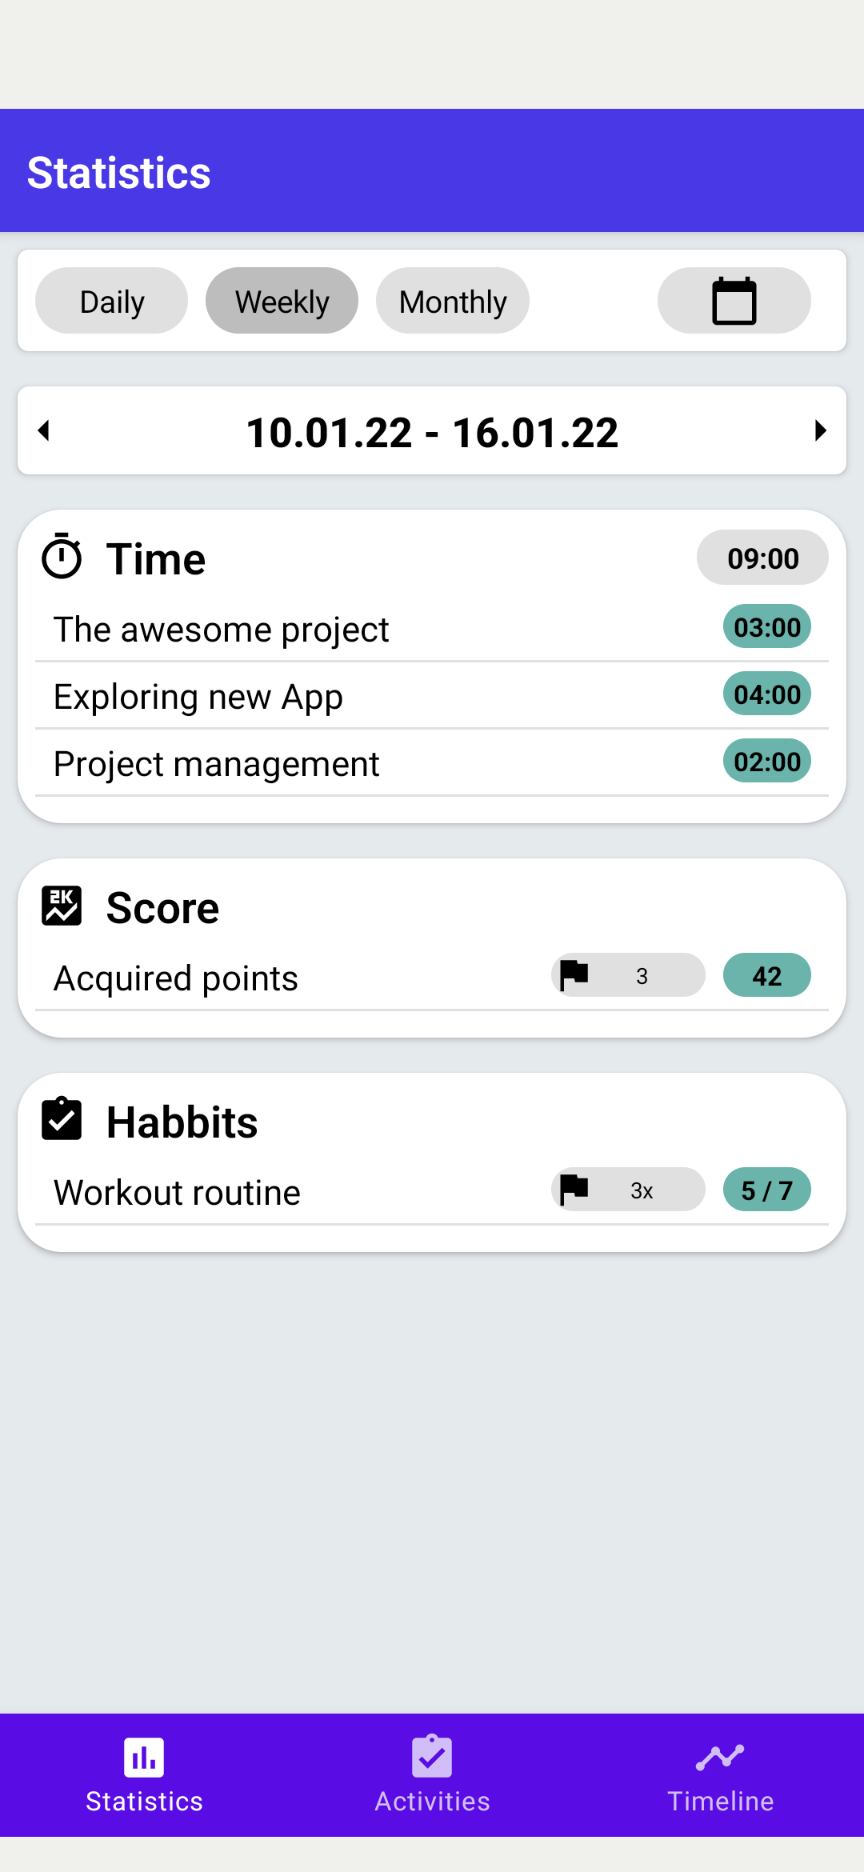 Statistics
Daily Weekly Monthly
10.01.22 - 16.01.22
Time 09:00
The awesome project 03:00
Exploring new App 04:00
Project management 02:00
2K Score
Acquired points 3 42
Habbits
Workout routine 3x 5 / 7
Statistics Activities Timeline